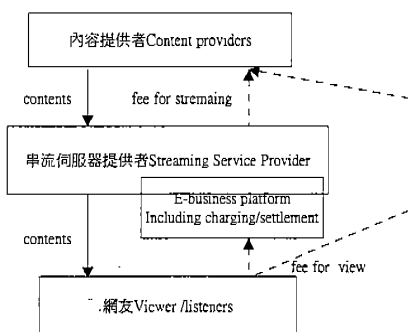 內容提供者Content providers
contents
fee for stremaing
串流伺服器提供者Streaming Service Provider
E-business platform
Including charging/settlement
contents
fee for view
網友Viewer /listeners